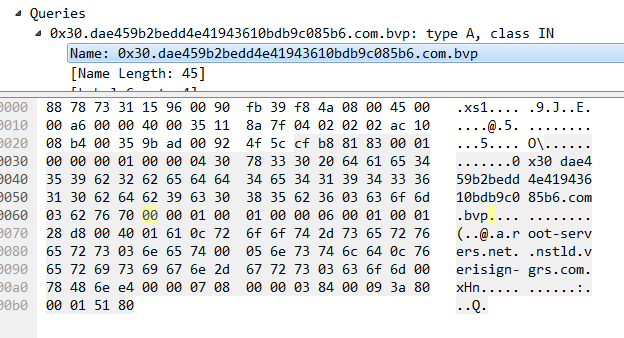 Queries
0x30.dae459b2bedd4e41943610bdb9c085b6.com.bvp: type A, class IN
Name: 0x30.dae459b2bedd4e41943610bdb9c085b6.com.bvp
[Name Length: 45]
0000 88 78 73 31 15 96 00 90 fb 39 f8 4a 08 00 45 00 .xs1.... .9.J..E.
0010 00 a6 00 00 40 00 35 11 8a 7f 04 02 02 02 ac 10 ....@.5. ........
0020 08 b4 00 35 9b ad 00 92 4f 5c cf b8 81 83 00 01 ...5.... O\......
0030 00 00 00 01 00 00 04 30 78 33 30 20 64 61 65 34 .......0 x30 dae4
0040 35 39 62 32 62 65 64 64 34 65 34 31 39 34 33 36 59b2bedd 4e419436
0050 31 30 62 64 62 39 63 30 38 35 62 36 03 63 6f 6d 10bdb9c0 85b6.com
0060 03 62 76 70 00 00 01 00 01 00 00 06 00 01 00 01 .bvp.... ........
0070 28 d8 00 40 01 61 0c 72 6f 6f 74 2d 73 65 72 76 (..@.a.r oot-serv
0080 65 72 73 03 6e 65 74 00 05 6e 73 74 6c 64 0c 76 ers.net. .nstld.v
0090 65 72 69 73 69 67 6e 2d 67 72 73 03 63 6f 6d 00 erisign- grs.com.
00a0 78 48 6e e4 00 00 07 08 00 00 03 84 00 09 3a 80 xHn..... ......:.
00b0 00 01 51 80 ..Q.